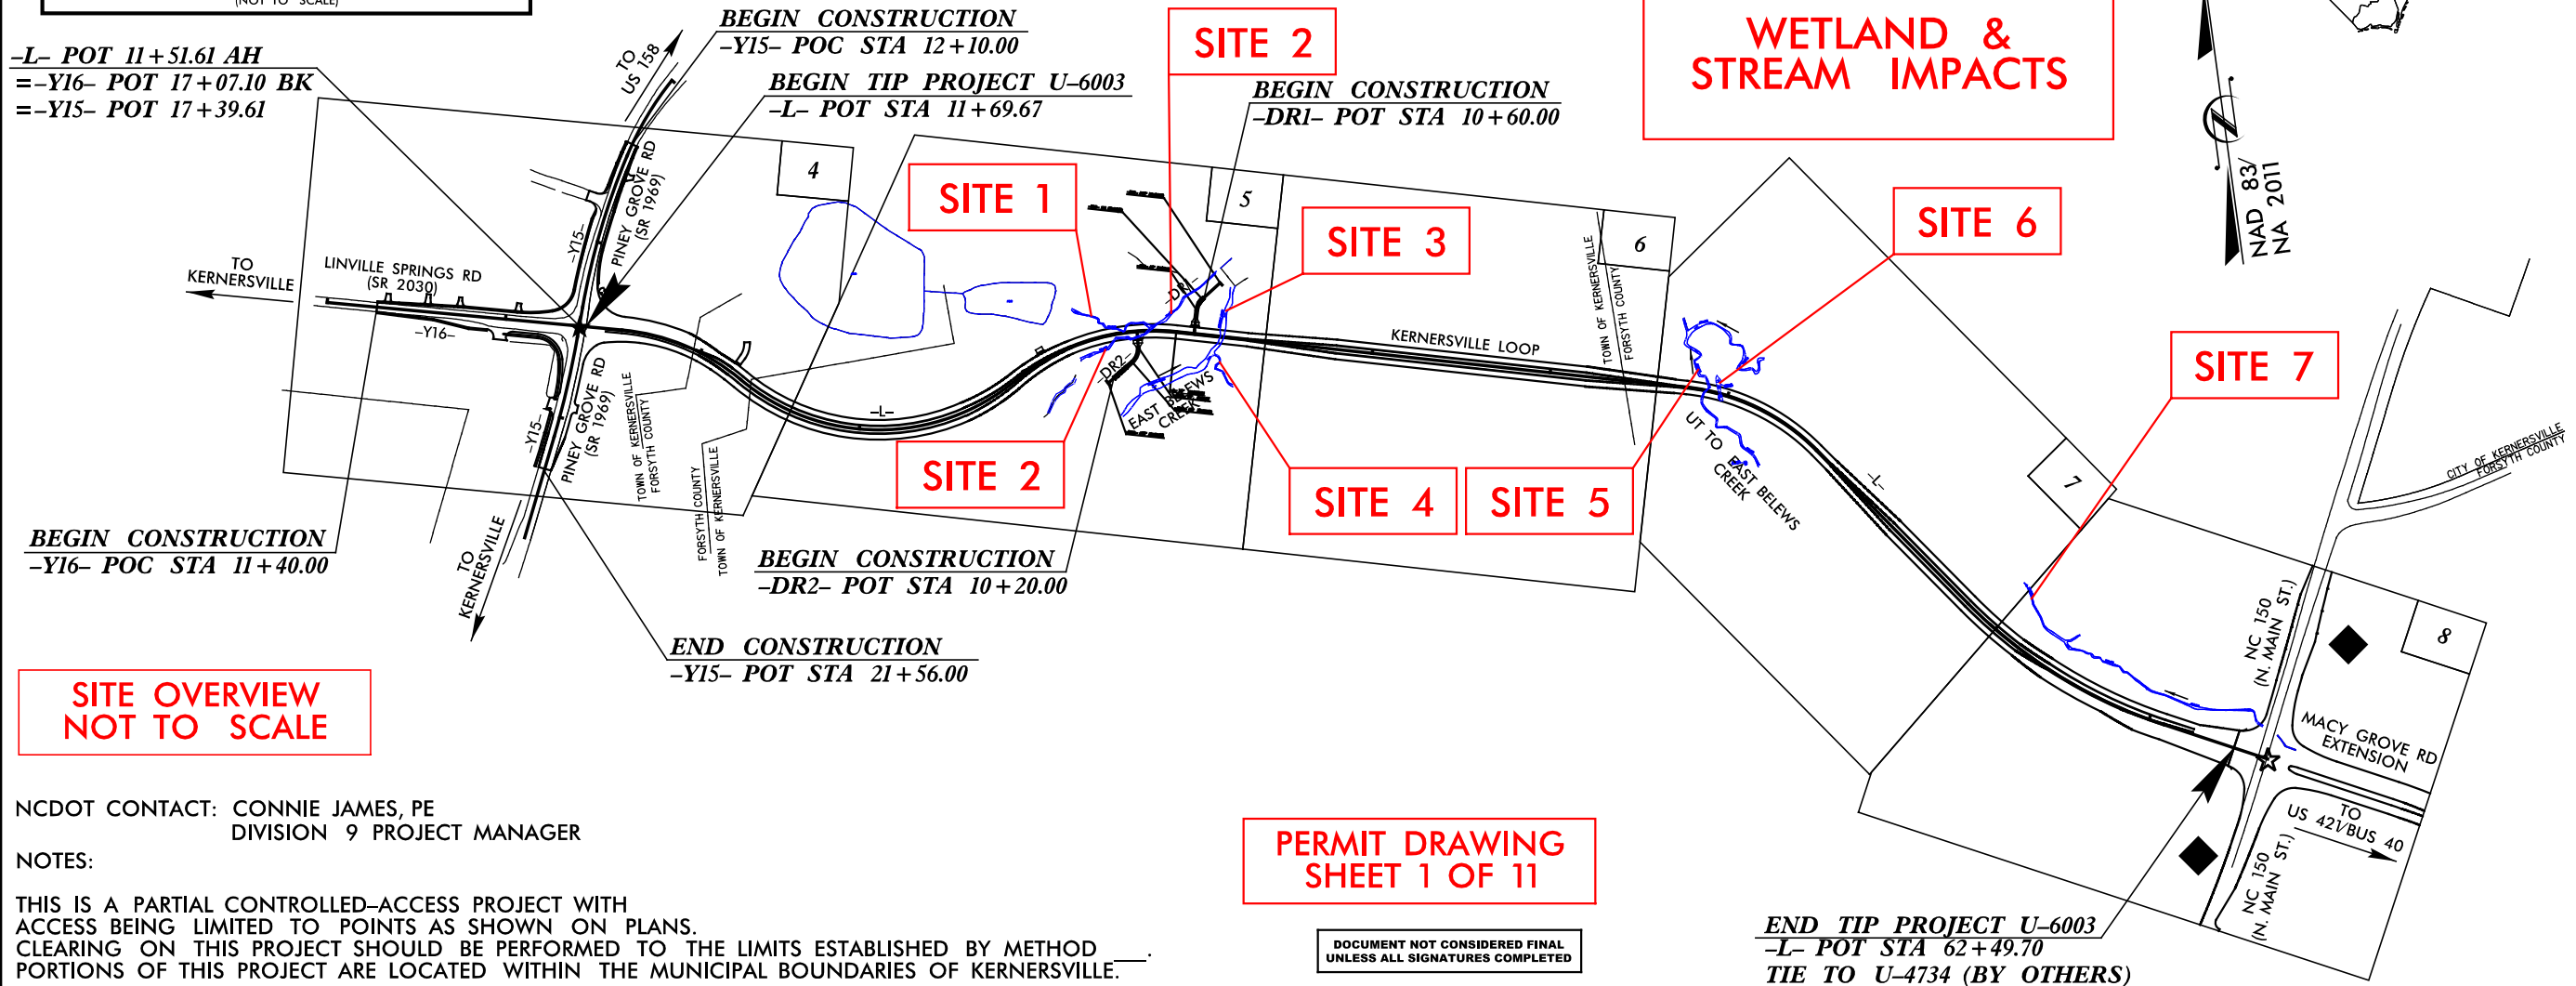 (NOT TO SCALE)
-L- POT 11+51.61 AH
=-Y16- POT 17+07.10 BK
=-Y15- POT 17+39.61
TO
US 158
BEGIN CONSTRUCTION
-Y15- POC STA 12+10.00
BEGIN TIP PROJECT U-6003
-L- POT STA 11+69.67
SITE 2
BEGIN CONSTRUCTION
-DR1- POT STA 10+60.00
WETLAND &
STREAM IMPACTS
NAD 83/
NA 2011
4
5
6
SITE 1
SITE 3
SITE 6
PINEY GROVE RD
(SR 1969)
-Y15-
TO
KERNERSVILLE
LINVILLE SPRINGS RD
(SR 2030)
-Y16-
-DR1-
TOWN OF KERNERSVILLE
FORSYTH COUNTY
KERNERSVILLE LOOP
SITE 7
-DR2-
EAST BELEWS
CREEK
-L-
-Y15-
PINEY GROVE RD
(SR 1969)
TOWN OF KERNERSVILLE
FORSYTH COUNTY
FORSYTH COUNTY
TOWN OF KERNERSVILLE
SITE 2
SITE 4
SITE 5
UT TO EAST BELEWS
CREEK
-L-
7
CITY OF KERNERSVILLE
FORSYTH COUNTY
BEGIN CONSTRUCTION
-Y16- POC STA 11+40.00
TO
KERNERSVILLE
BEGIN CONSTRUCTION
-DR2- POT STA 10+20.00
END CONSTRUCTION
-Y15- POT STA 21+56.00
NC 150
(N. MAIN ST.)
8
SITE OVERVIEW
NOT TO SCALE
MACY GROVE RD
EXTENSION
TO
US 421/BUS 40
NC 150
(N. MAIN ST.)
NCDOT CONTACT: CONNIE JAMES, PE
DIVISION 9 PROJECT MANAGER
NOTES:
THIS IS A PARTIAL CONTROLLED-ACCESS PROJECT WITH
ACCESS BEING LIMITED TO POINTS AS SHOWN ON PLANS.
CLEARING ON THIS PROJECT SHOULD BE PERFORMED TO THE LIMITS ESTABLISHED BY METHOD ___.
PORTIONS OF THIS PROJECT ARE LOCATED WITHIN THE MUNICIPAL BOUNDARIES OF KERNERSVILLE.
PERMIT DRAWING
SHEET 1 OF 11
DOCUMENT NOT CONSIDERED FINAL
UNLESS ALL SIGNATURES COMPLETED
END TIP PROJECT U-6003
-L- POT STA 62+49.70
TIE TO U-4734 (BY OTHERS)